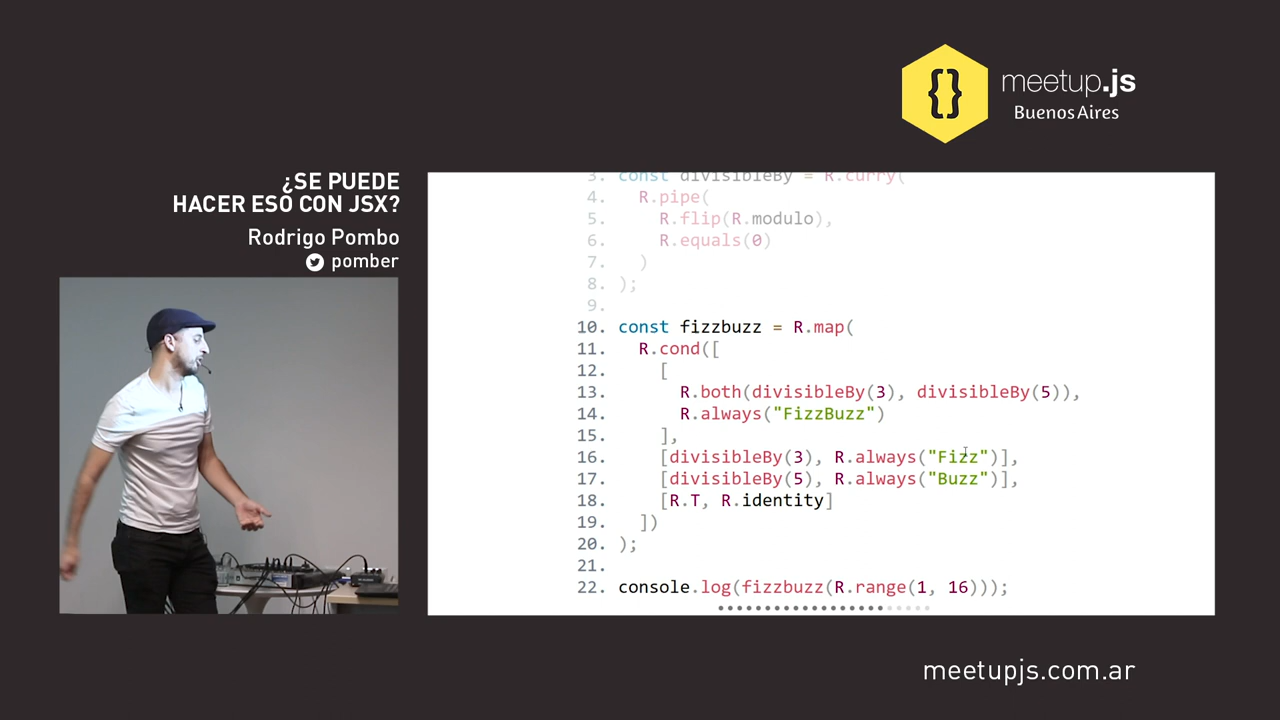 {} meetup.js
Buenos Aires
¿SE PUEDE
HACER ESO CON JSX?
Rodrigo Pombo
pomber
3. const divisibleBy = R.curry(
4.   R.pipe(
5.     R.flip(R.modulo),
6.     R.equals(0)
7.   )
8. );
9.
10. const fizzbuzz = R.map(
11.   R.cond([
12.     [
13.       R.both(divisibleBy(3), divisibleBy(5)),
14.       R.always("FizzBuzz")
15.     ],
16.     [divisibleBy(3), R.always("Fizz")],
17.     [divisibleBy(5), R.always("Buzz")],
18.     [R.T, R.identity]
19.   ])
20. );
21.
22. console.log(fizzbuzz(R.range(1, 16)));
meetupjs.com.ar